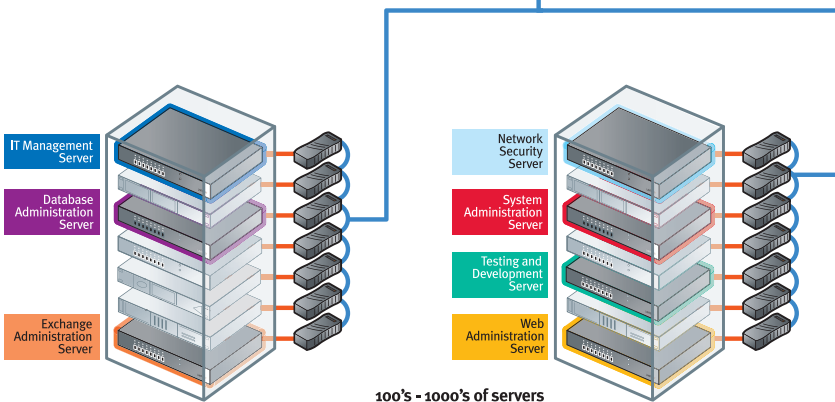 IT Management
Server
Database
Administration
Server
Exchange
Administration
Server
Network
Security
Server
System
Administration
Server
Testing and
Development
Server
Web
Administration
Server
100's - 1000's of servers